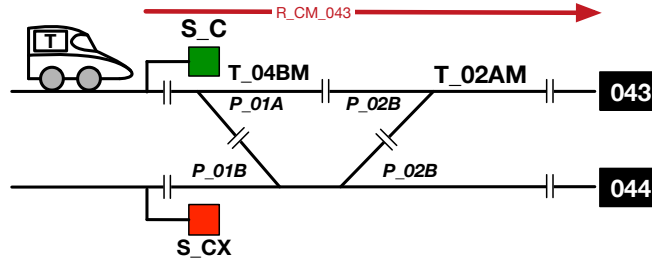 R_CM_043
S_C
T
T_04BM
T_02AM
P_01A
P_02B
043
P_01B
P_02B
044
S_CX